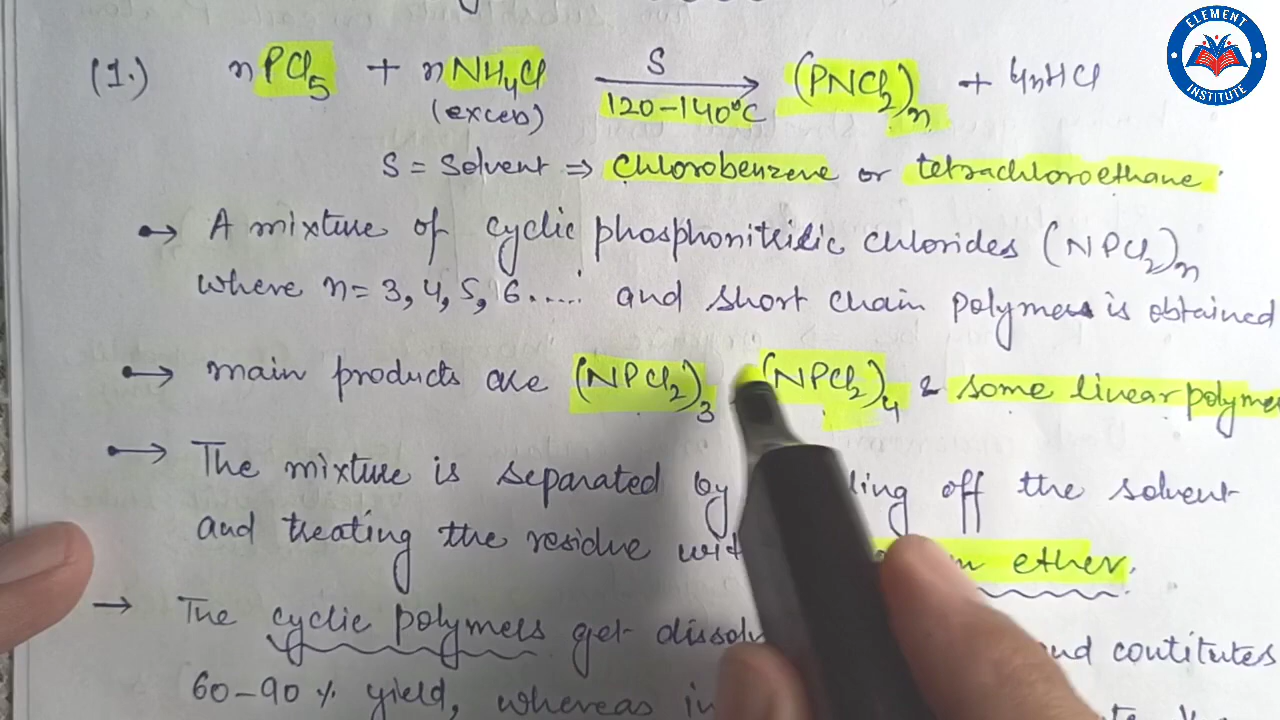 ELEMENT
INSTITUTE
(1.) nPCl5 + nNH4Cl S (PNCl2)n + 4nHCl
(excess) 120-140°C
S = Solvent ⇒ Chlorobenzene or tetrachloroethane.
→ A mixture of cyclic phosphonitrilic chlorides (NPCl2)n
where n = 3, 4, 5, 6 ..... and short chain polymers is obtained
→ main products are (NPCl2)3 (NPCl2)4 & some linear polyme
→ The mixture is separated by ling off the solvent
and treating the residue wit ether.
→ The cyclic polymers get dissol und contitutes
60-90% yield, whereas in